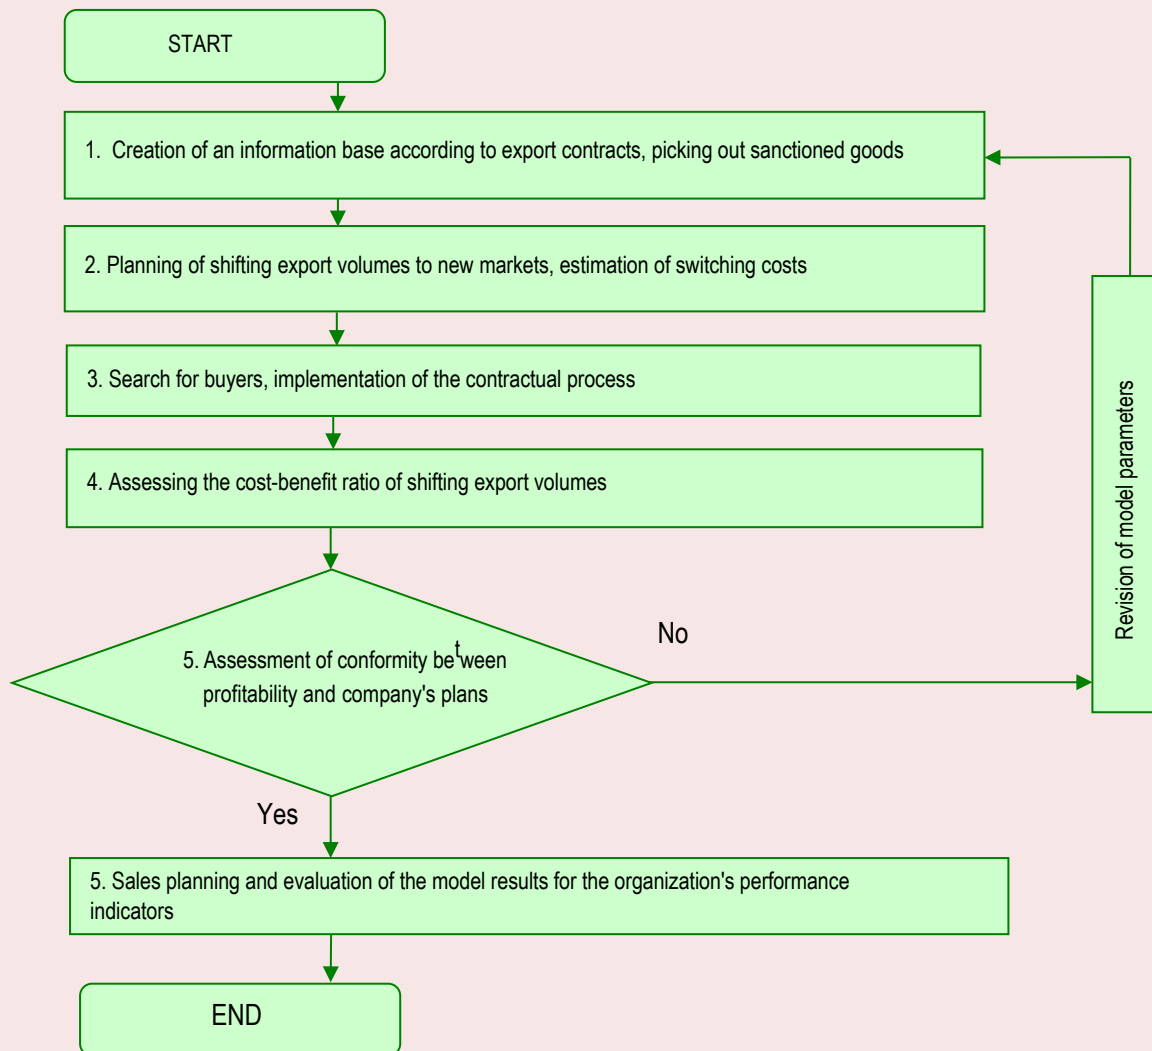 START
1. Creation of an information base according to export contracts, picking out sanctioned goods
2. Planning of shifting export volumes to new markets, estimation of switching costs
3. Search for buyers, implementation of the contractual process
4. Assessing the cost-benefit ratio of shifting export volumes
5. Assessment of conformity between
profitability and company's plans
No
Revision of model parameters
Yes
5. Sales planning and evaluation of the model results for the organization's performance
indicators
END